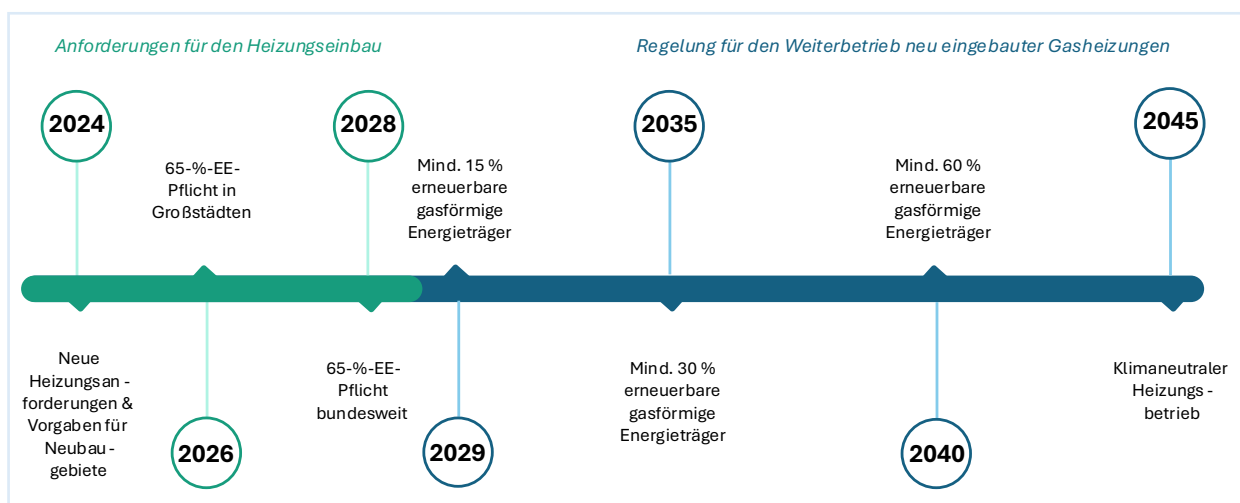 Anforderungen für den Heizungseinbau
Regelung für den Weiterbetrieb neu eingebauter Gasheizungen
2024
2028
2035
2045
65-%-EE-
Pflicht in
Großstädten
Mind. 15 %
erneuerbare
gasförmige
Energieträger
Mind. 60 %
erneuerbare
gasförmige
Energieträger
Neue
Heizungsan-
forderungen &
Vorgaben für
Neubau-
gebiete
65-%-EE-
Pflicht
bundesweit
Mind. 30 %
erneuerbare
gasförmige
Energieträger
Klimaneutraler
Heizungs-
betrieb
2026
2029
2040